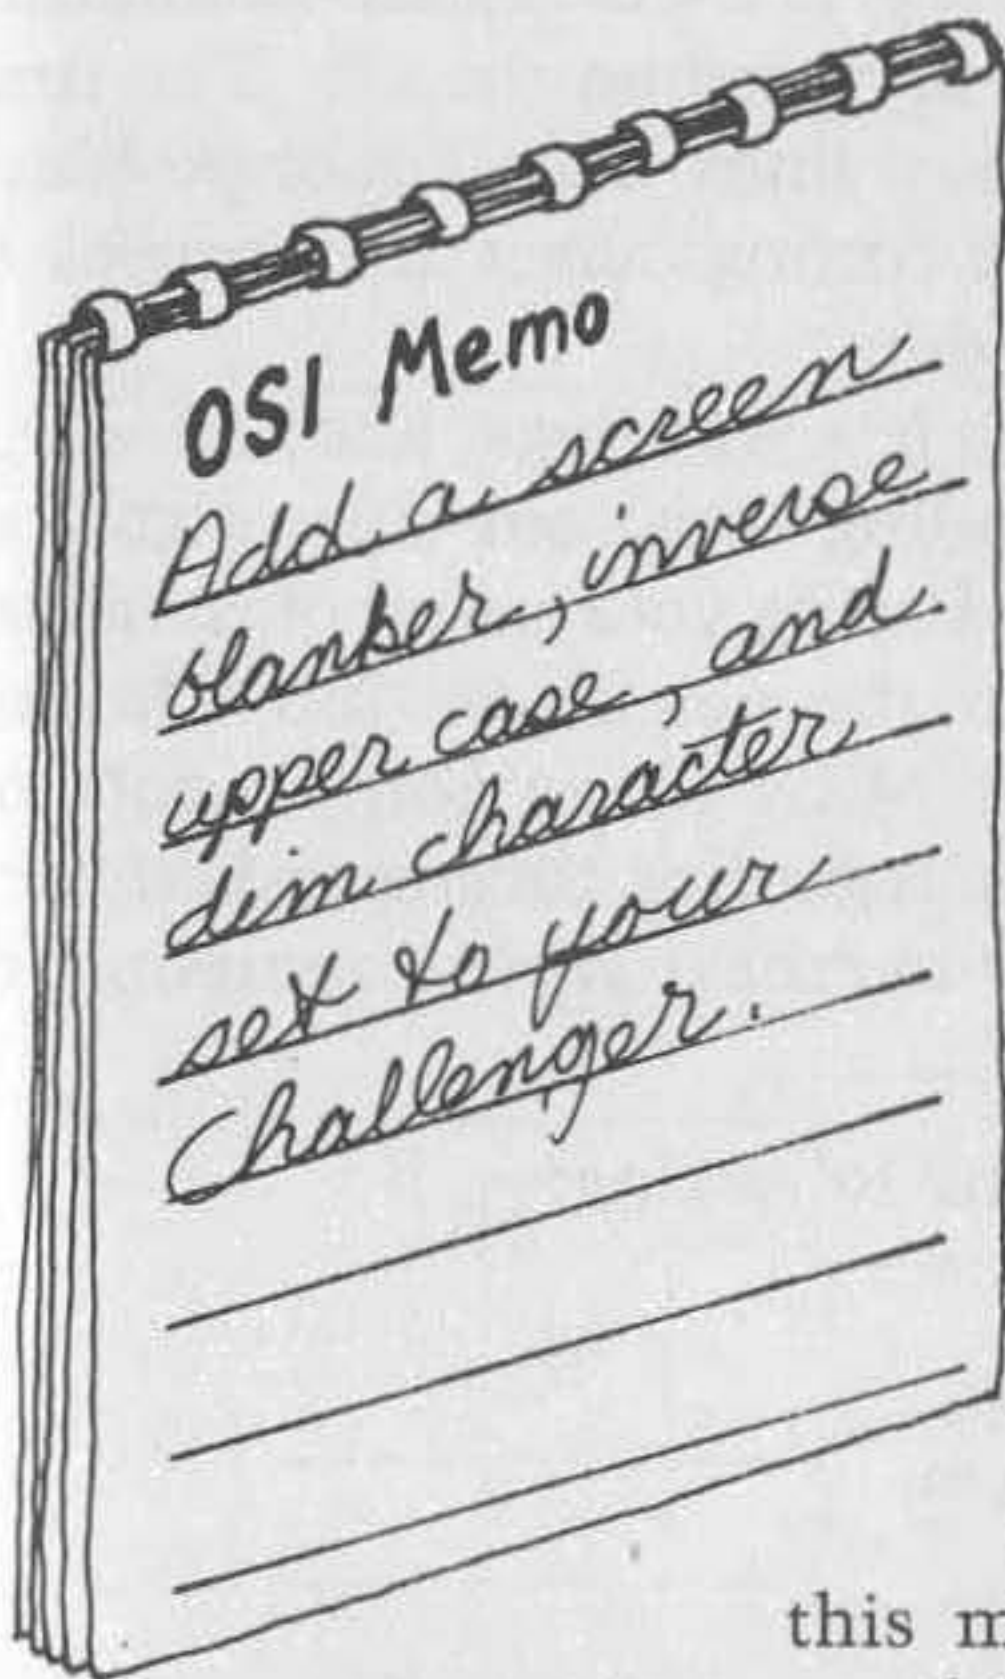 OSI Memo
Add a screen
blanker, inverse
upper case, and
dim character
set to your
Challenger.
this m